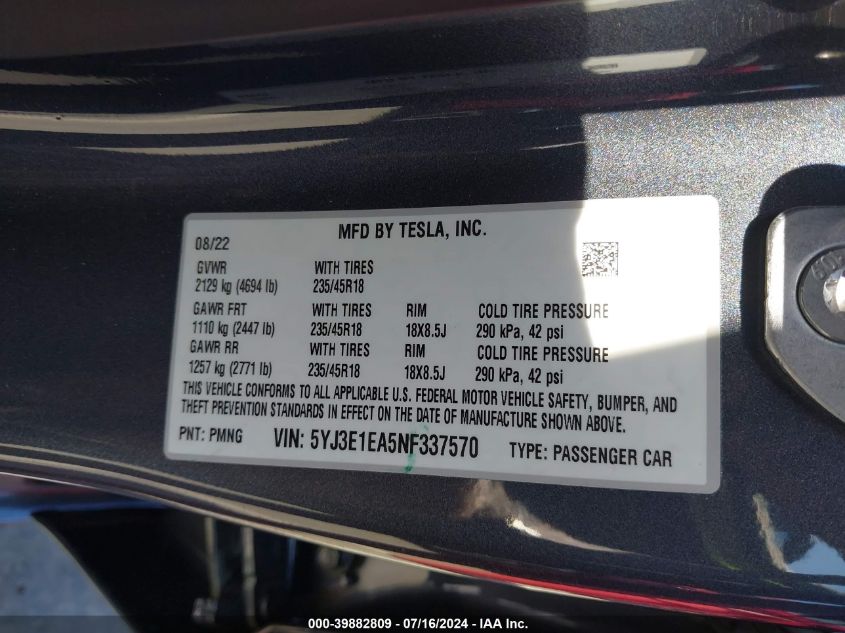 MFD BY TESLA, INC.
08/22
GVWR WITH TIRES
2129 kg (4694 lb) 235/45R18
GAWR FRT WITH TIRES RIM COLD TIRE PRESSURE
1110 kg (2447 lb) 235/45R18 18X8.5J 290 kPa, 42 psi
GAWR RR WITH TIRES RIM COLD TIRE PRESSURE
1257 kg (2771 lb) 235/45R18 18X8.5J 290 kPa, 42 psi
THIS VEHICLE CONFORMS TO ALL APPLICABLE U.S. FEDERAL MOTOR VEHICLE SAFETY, BUMPER, AND
THEFT PREVENTION STANDARDS IN EFFECT ON THE DATE OF MANUFACTURE SHOWN ABOVE.
PNT: PMNG VIN: 5YJ3E1EA5NF337570 TYPE: PASSENGER CAR
000-39882809 - 07/16/2024 - IAA Inc.